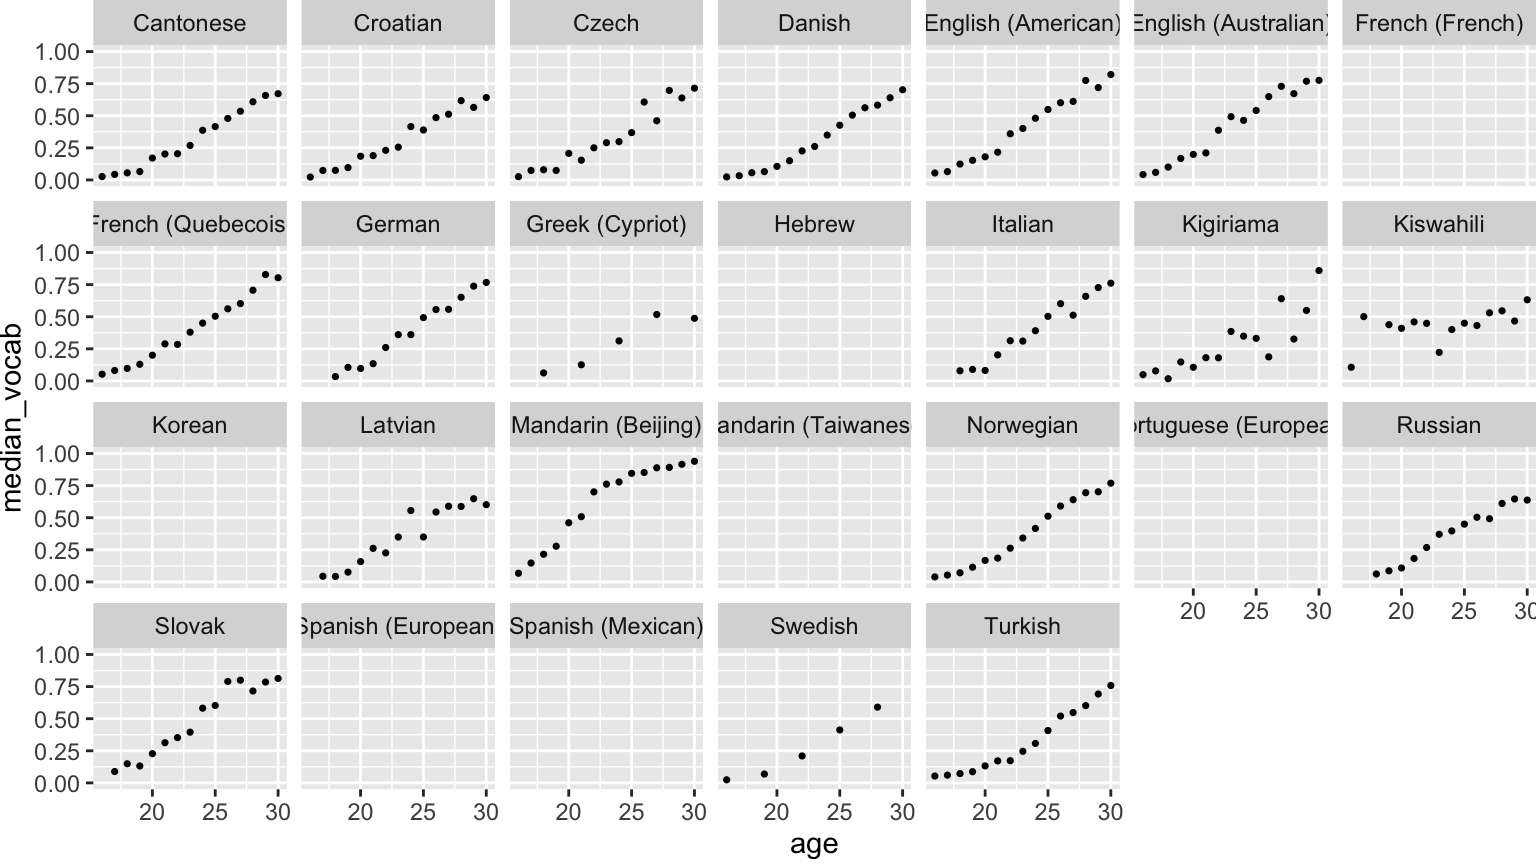 Cantonese Croatian Czech Danish English (American) English (Australian) French (French)
1.00
0.75
0.50
0.25
0.00
French (Quebecois German Greek (Cypriot) Hebrew Italian Kigiriama Kiswahili
1.00
0.75
0.50
0.25
0.00
median_vocab
Korean Latvian Mandarin (Beijing) andarin (Taiwanes Norwegian ortuguese (Europea Russian
1.00
0.75
0.50
0.25
0.00
20 25 30 20 25 30
Slovak Spanish (European Spanish (Mexican) Swedish Turkish
1.00
0.75
0.50
0.25
0.00
20 25 30 20 25 30 20 25 30 20 25 30 20 25 30
age